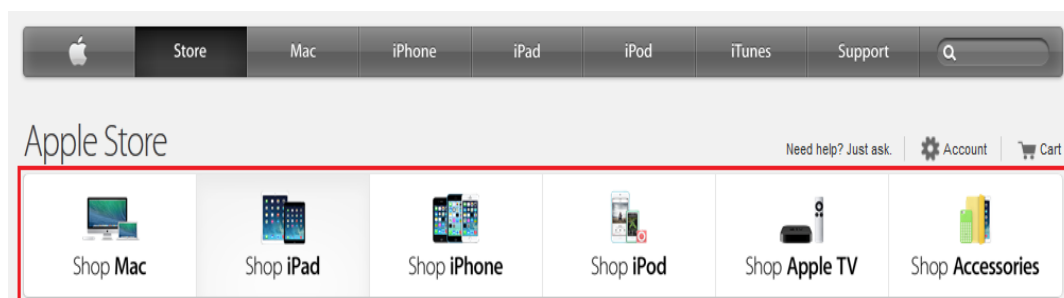 Store Mac iPhone iPad iPod iTunes Support
Apple Store
Need help? Just ask. Account Cart
Shop Mac Shop iPad Shop iPhone Shop iPod Shop Apple TV Shop Accessories